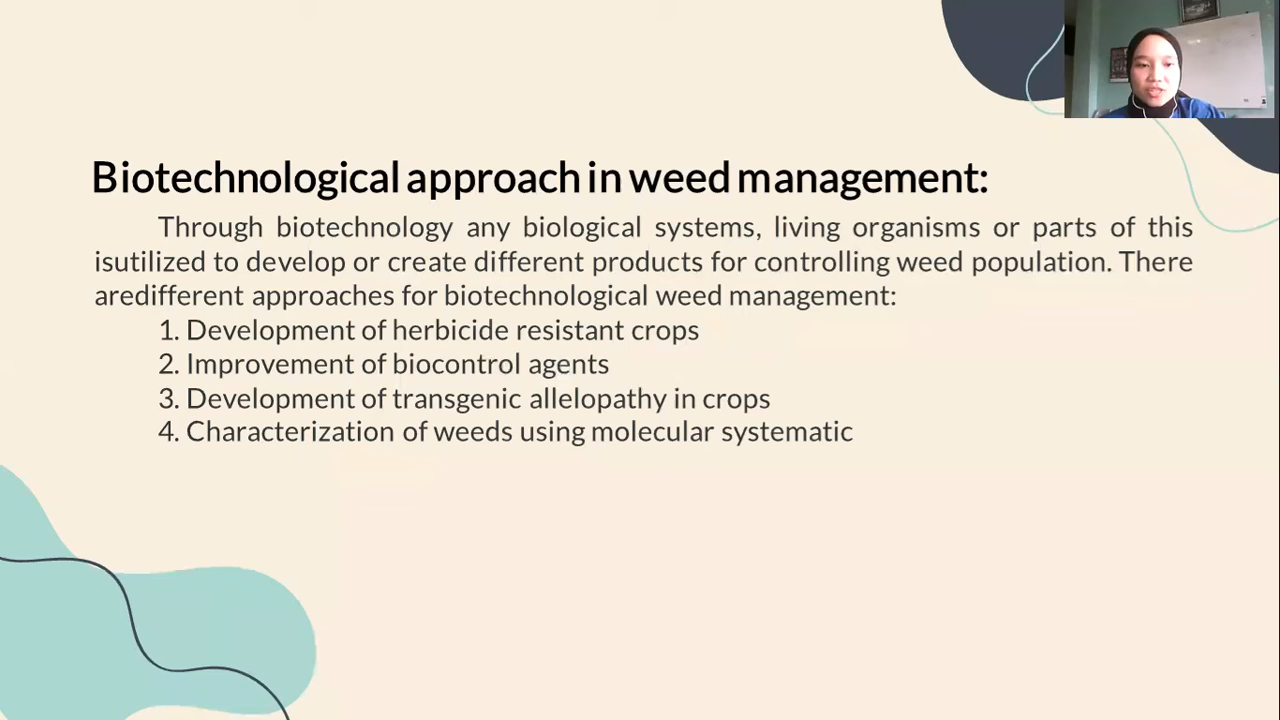 Biotechnological approach in weed management:
Through biotechnology any biological systems, living organisms or parts of this
isutilized to develop or create different products for controlling weed population. There
aredifferent approaches for biotechnological weed management:
1. Development of herbicide resistant crops
2. Improvement of biocontrol agents
3. Development of transgenic allelopathy in crops
4. Characterization of weeds using molecular systematic